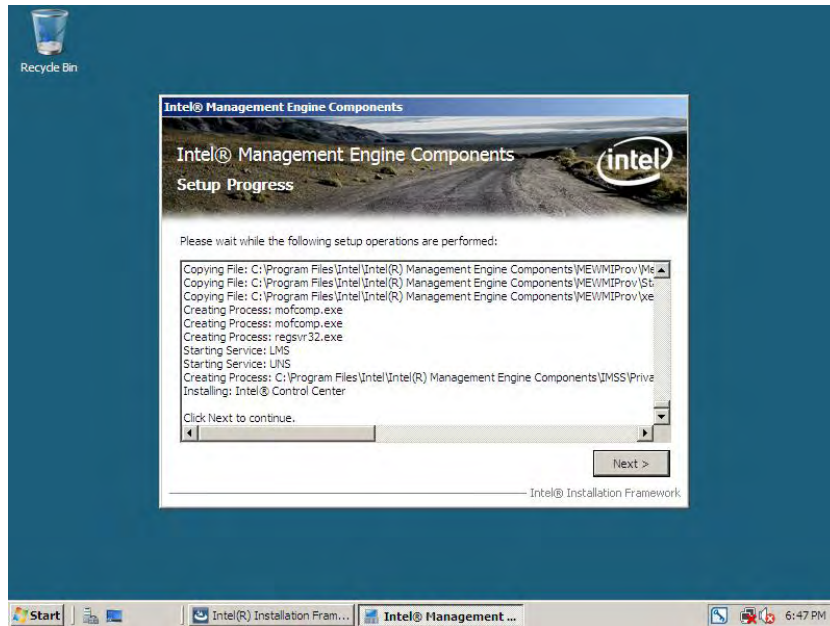 Recycle Bin
Intel® Management Engine Components
Intel® Management Engine Components
intel
Setup Progress
Please wait while the following setup operations are performed:
Copying File: C:\Program Files\Intel\Intel(R) Management Engine Components\MEWMIProv\Me
Copying File: C:\Program Files\Intel\Intel(R) Management Engine Components\MEWMIProv\St
Copying File: C:\Program Files\Intel\Intel(R) Management Engine Components\MEWMIProv\xe
Creating Process: mofcomp.exe
Creating Process: mofcomp.exe
Creating Process: regsvr32.exe
Starting Service: LMS
Starting Service: UNS
Creating Process: C:\Program Files\Intel\Intel(R) Management Engine Components\IMSS\Priva
Installing: Intel® Control Center
Click Next to continue.
Next >
Intel® Installation Framework
Start
Intel(R) Installation Fram...
Intel® Management ...
6:47 PM